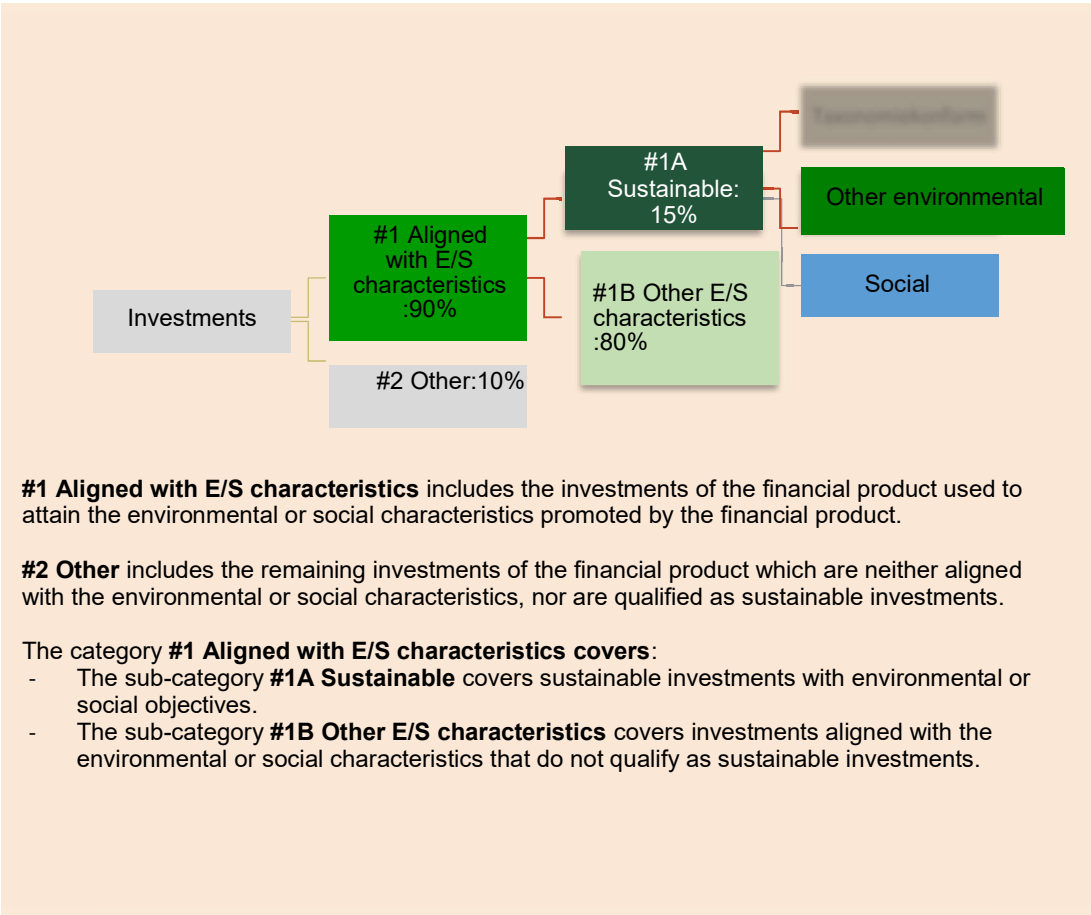 #1A
Sustainable:
15%
Other environmental
#1 Aligned
with E/S
characteristics
:90%
Social
#1B Other E/S
characteristics
:80%
Investments
#2 Other:10%
#1 Aligned with E/S characteristics includes the investments of the financial product used to
attain the environmental or social characteristics promoted by the financial product.
#2 Other includes the remaining investments of the financial product which are neither aligned
with the environmental or social characteristics, nor are qualified as sustainable investments.
The category #1 Aligned with E/S characteristics covers:
- The sub-category #1A Sustainable covers sustainable investments with environmental or
social objectives.
- The sub-category #1B Other E/S characteristics covers investments aligned with the
environmental or social characteristics that do not qualify as sustainable investments.